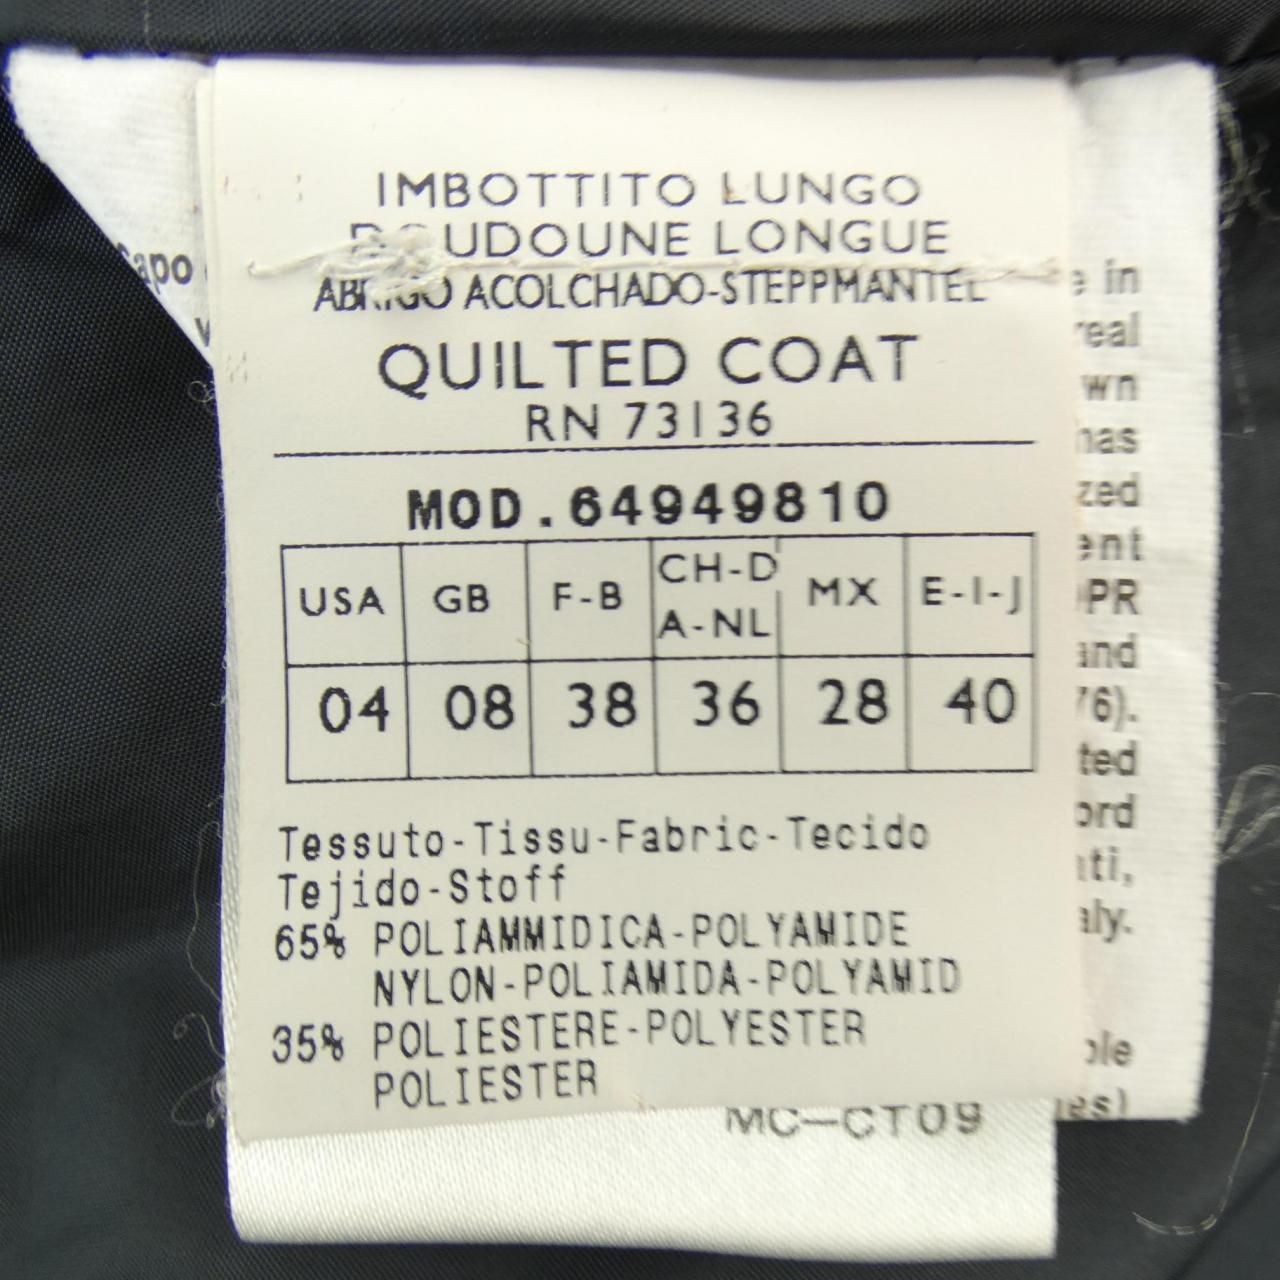 IMBOTTITO LUNGO
DOUDOUNE LONGUE
ABRIGO ACOLCHADO-STEPPMANTEL
QUILTED COAT
RN 73136
MOD.64949810
USA GB F-B CH-D A-NL MX E-I-J
04 08 38 36 28 40
Tessuto-Tissu-Fabric-Tecido
Tejido-Stoff
65% POLIAMMIDICA-POLYAMIDE
NYLON-POLIAMIDA-POLYAMID
35% POLIESTERE-POLYESTER
POLIESTER
MC-CT09
in
and